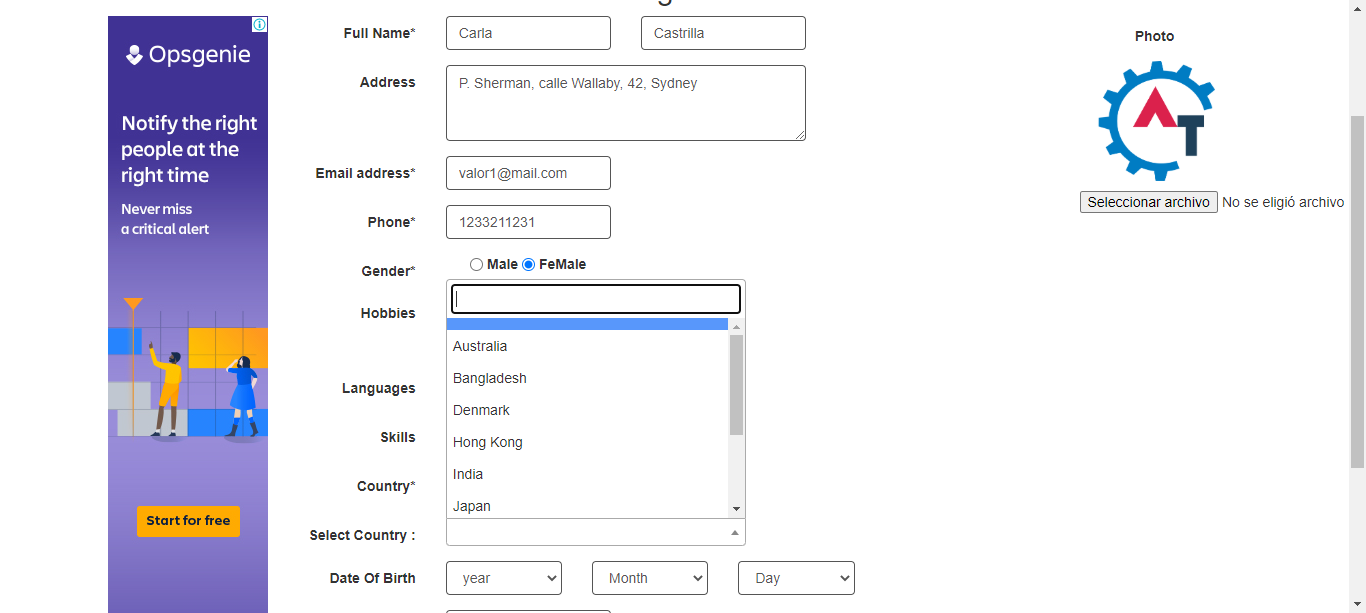 Opsgenie
Notify the right
people at the
right time
Never miss
a critical alert
Start for free
Full Name* Carla Castrilla
Address P. Sherman, calle Wallaby, 42, Sydney
Email address* valor1@mail.com
Phone* 1233211231
Gender* Male FeMale
Hobbies
Australia
Bangladesh
Languages
Denmark
Skills
Hong Kong
India
Country*
Japan
Select Country :
Date Of Birth year Month Day
Photo
AT
Seleccionar archivo No se eligió archivo